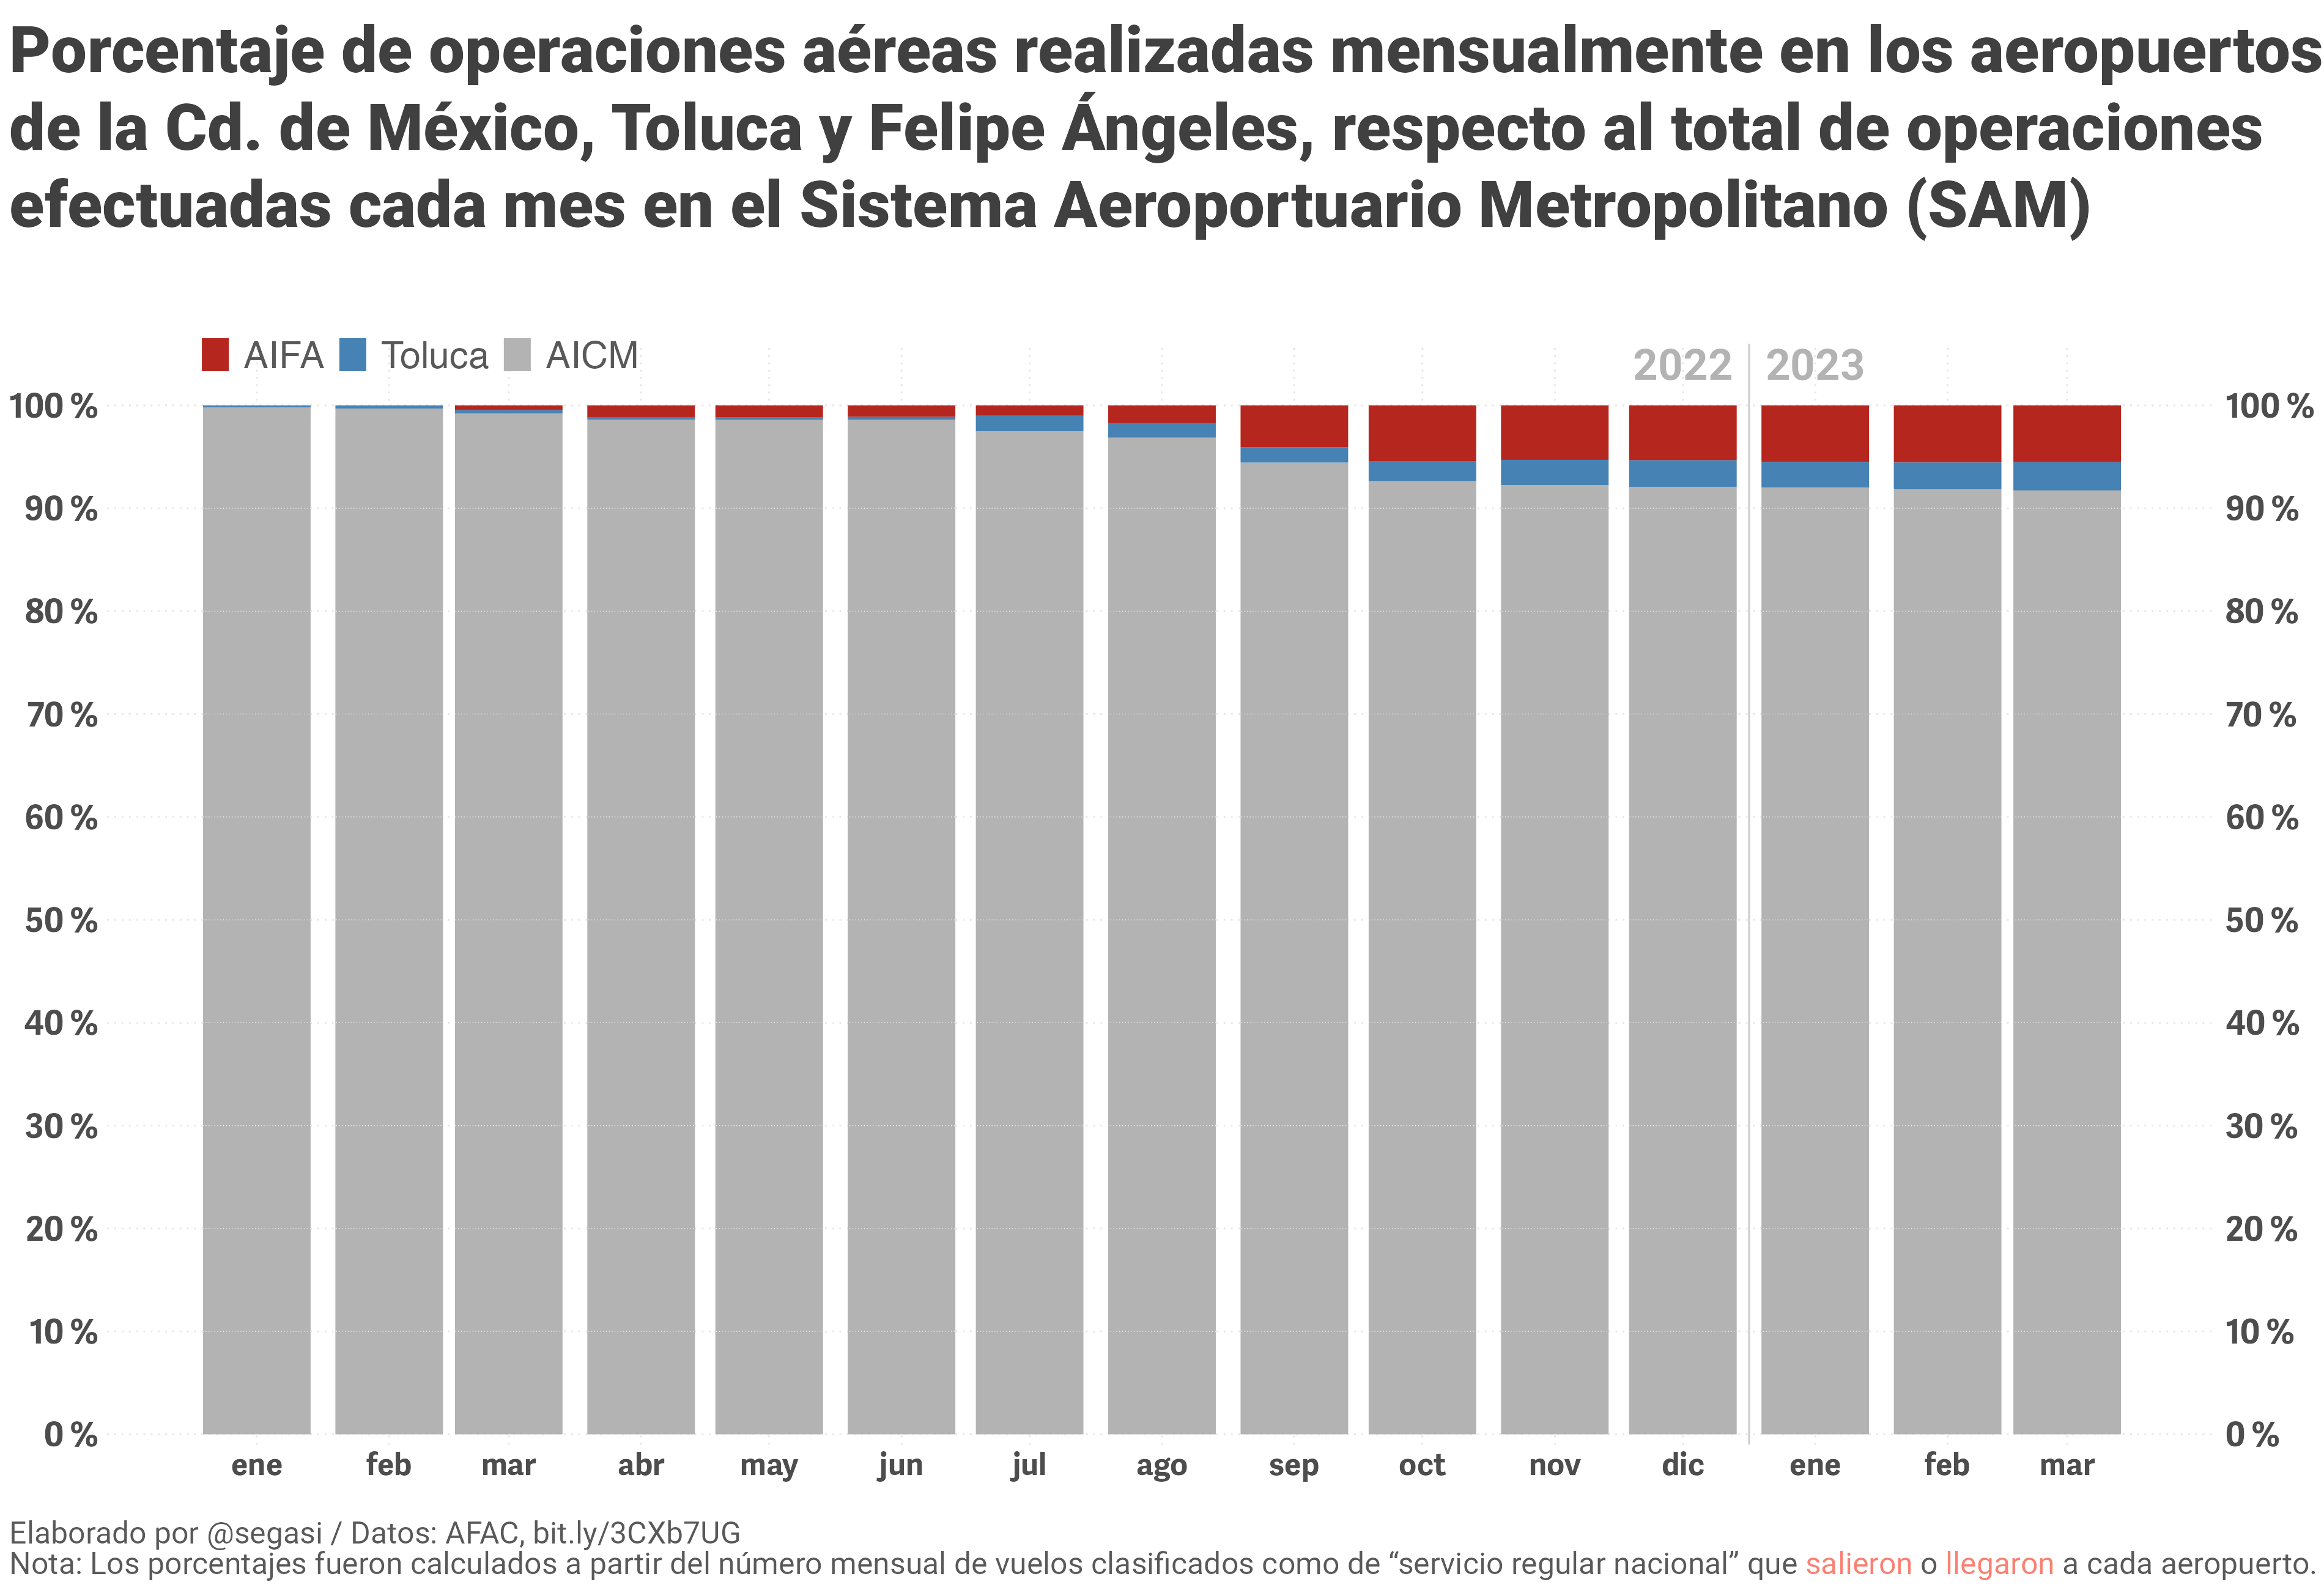 Porcentaje de operaciones aéreas realizadas mensualmente en los aeropuertos
de la Cd. de México, Toluca y Felipe Ángeles, respecto al total de operaciones
efectuadas cada mes en el Sistema Aeroportuario Metropolitano (SAM)
AIFA Toluca AICM
2022 2023
100 % 100 %
90 % 90 %
80 % 80 %
70 % 70 %
60 % 60 %
50 % 50 %
40 % 40 %
30 % 30 %
20 % 20 %
10 % 10 %
0 % 0 %
ene feb mar abr may jun jul ago sep oct nov dic ene feb mar
Elaborado por @segasi / Datos: AFAC, bit.ly/3CXb7UG
Nota: Los porcentajes fueron calculados a partir del número mensual de vuelos clasificados como de “servicio regular nacional” que salieron o llegaron a cada aeropuerto.